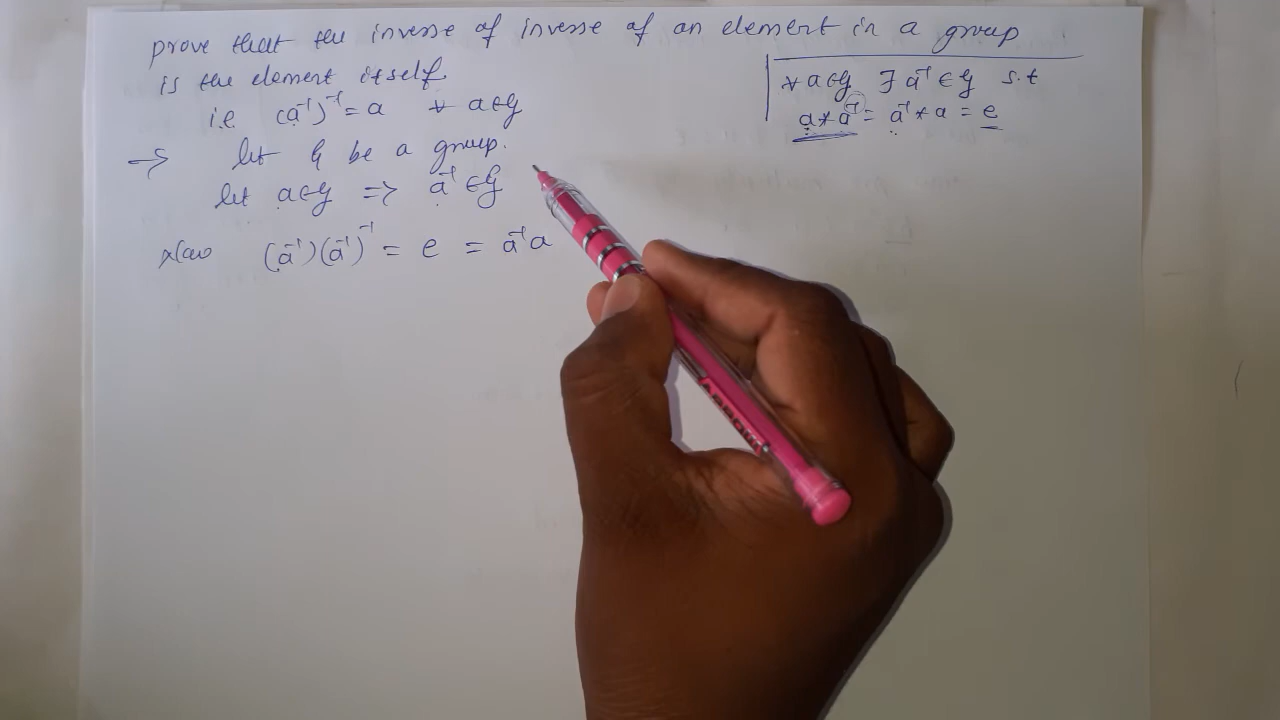 prove that the inverse of inverse of an element in a group
is the element itself.
i.e (a⁻¹)⁻¹ = a ∀ a∈G
∀ a∈G ∃ a⁻¹ ∈ G s.t
a * a⁻¹ = a⁻¹ * a = e
→ let G be a group.
let a∈G => a⁻¹ ∈ G
Now (a⁻¹)(a⁻¹)⁻¹ = e = a⁻¹a